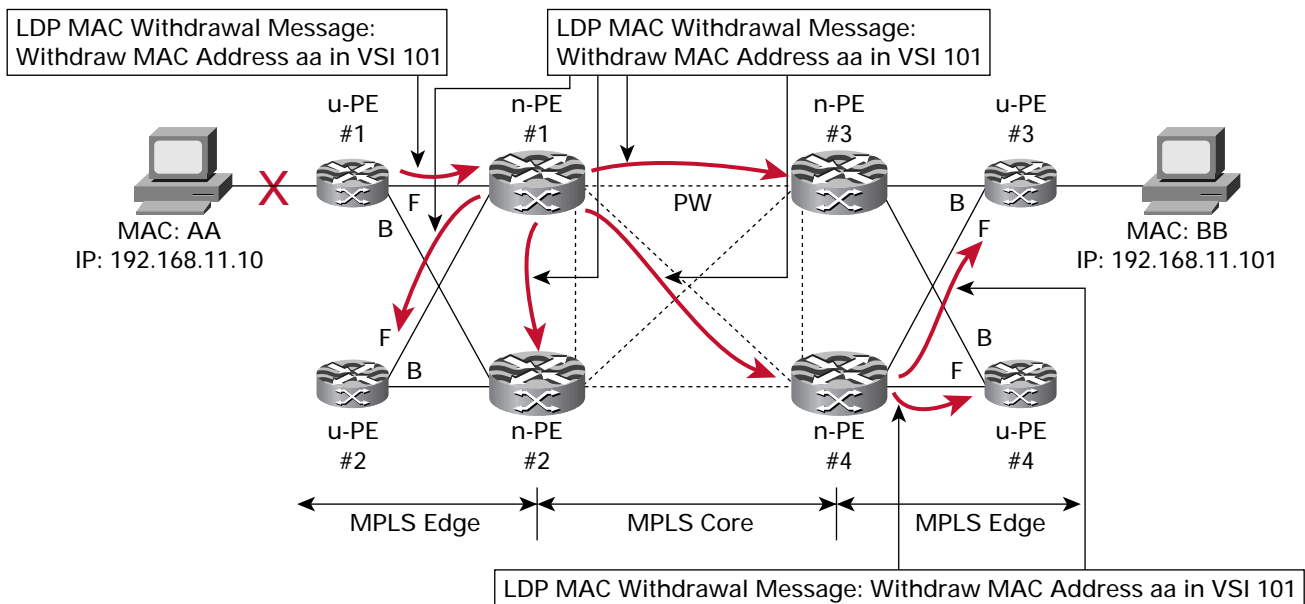 LDP MAC Withdrawal Message:
Withdraw MAC Address aa in VSI 101
LDP MAC Withdrawal Message:
Withdraw MAC Address aa in VSI 101
u-PE
#1
n-PE
#1
n-PE
#3
u-PE
#3
X
F
PW
B
B
F
MAC: AA
IP: 192.168.11.10
MAC: BB
IP: 192.168.11.101
F
B
B
F
u-PE
#2
n-PE
#2
n-PE
#4
u-PE
#4
MPLS Edge
MPLS Core
MPLS Edge
LDP MAC Withdrawal Message: Withdraw MAC Address aa in VSI 101